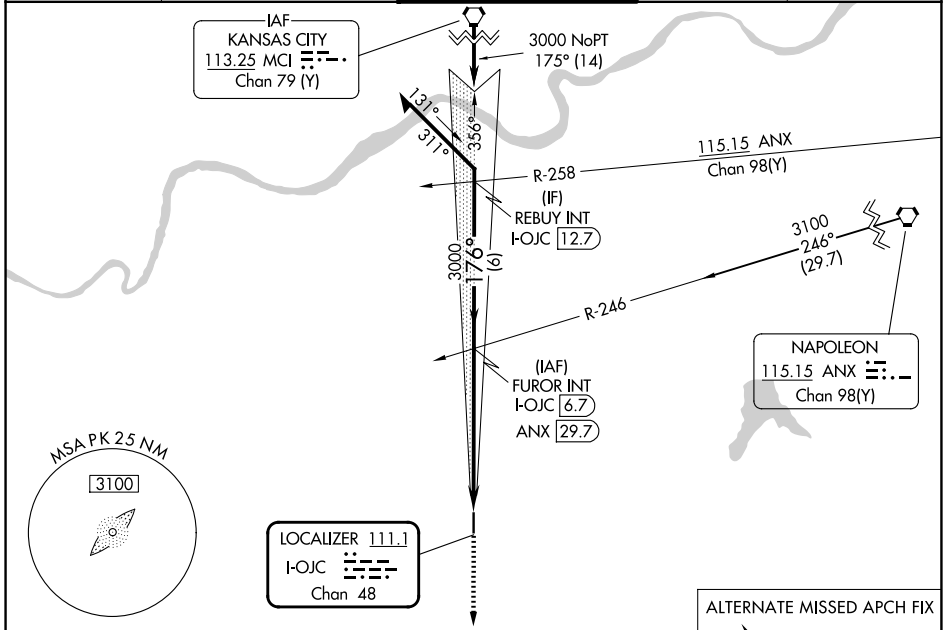 IAF
KANSAS CITY
113.25 MCI
Chan 79 (Y)
3000 NoPT
175° (14)
131°
311°
356°
115.15 ANX
Chan 98(Y)
R-258
(IF)
REBUY INT
I-OJC 12.7
3000
176°
(6)
3100
246°
(29.7)
R-246
(IAF)
FUROR INT
I-OJC 6.7
ANX 29.7
NAPOLEON
115.15 ANX
Chan 98(Y)
MSA PK 25 NM
3100
LOCALIZER 111.1
I-OJC
Chan 48
ALTERNATE MISSED APCH FIX